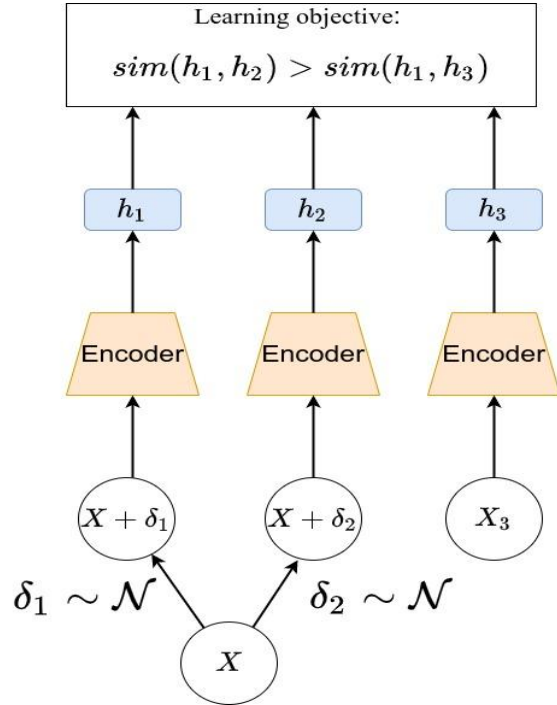 Learning objective:
sim(h₁, h₂) > sim(h₁, h₃)
h₁
h₂
h₃
Encoder
Encoder
Encoder
X + δ₁
X + δ₂
X₃
δ₁ ∼ 𝒩
δ₂ ∼ 𝒩
X